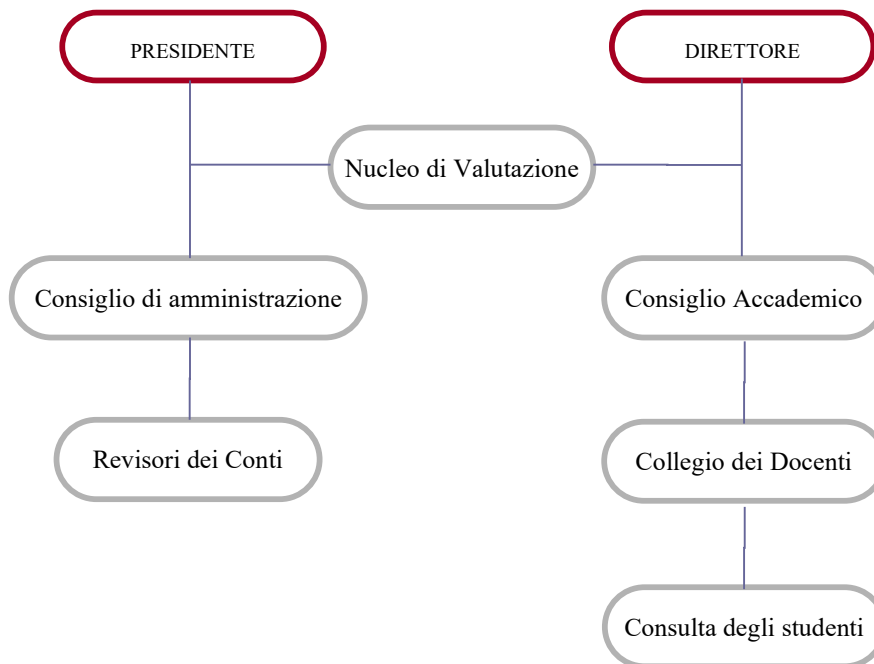 PRESIDENTE
DIRETTORE
Nucleo di Valutazione
Consiglio di amministrazione
Consiglio Accademico
Revisori dei Conti
Collegio dei Docenti
Consulta degli studenti